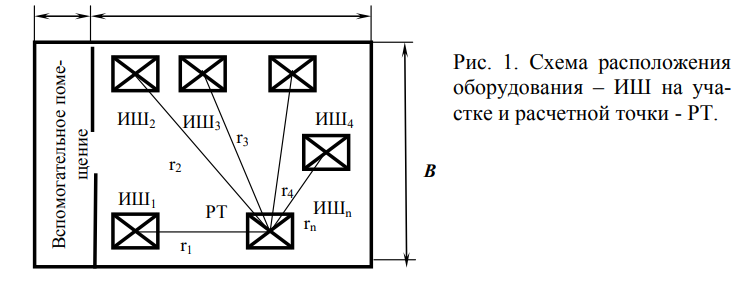 Рис. 1. Схема расположения
оборудования – ИШ на уча-
стке и расчетной точки - РТ.
Вспомогательное поме-
щение
ИШ2
ИШ3
ИШ4
r3
r2
r4
ИШ1
РТ
ИШn
rn
r1
B